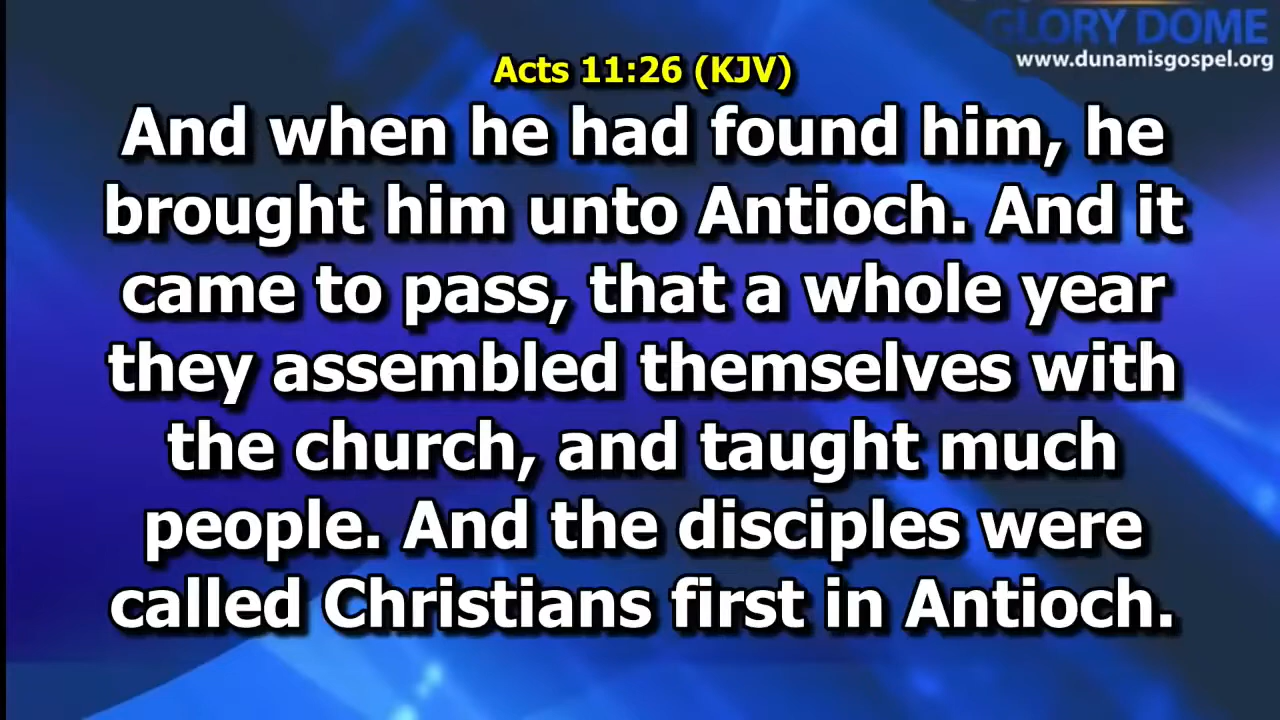 GLORY DOME
www.dunamisgospel.org
Acts 11:26 (KJV)
And when he had found him, he
brought him unto Antioch. And it
came to pass, that a whole year
they assembled themselves with
the church, and taught much
people. And the disciples were
called Christians first in Antioch.